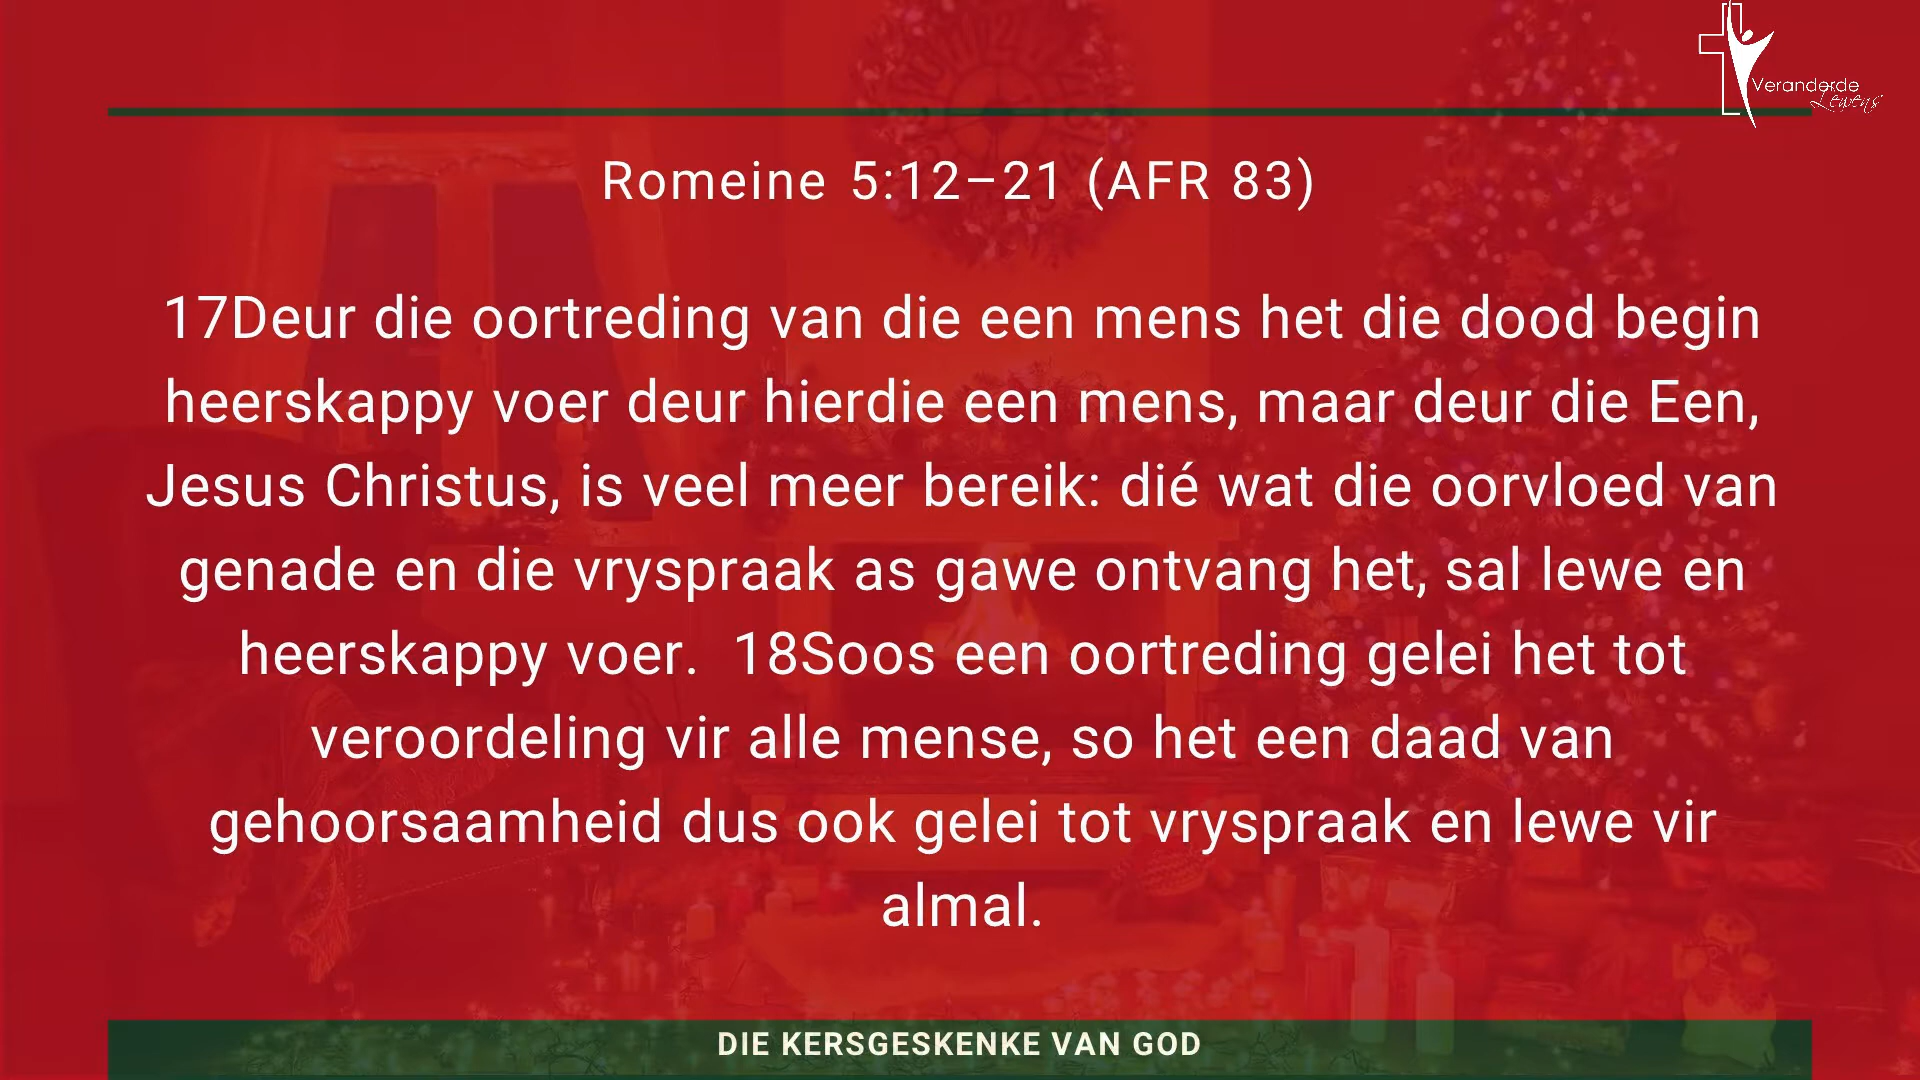 Veranderde
Lewens
Romeine 5:12–21 (AFR 83)
17Deur die oortreding van die een mens het die dood begin
heerskappy voer deur hierdie een mens, maar deur die Een,
Jesus Christus, is veel meer bereik: dié wat die oorvloed van
genade en die vryspraak as gawe ontvang het, sal lewe en
heerskappy voer.  18Soos een oortreding gelei het tot
veroordeling vir alle mense, so het een daad van
gehoorsaamheid dus ook gelei tot vryspraak en lewe vir
almal.
DIE KERSGESKENKE VAN GOD